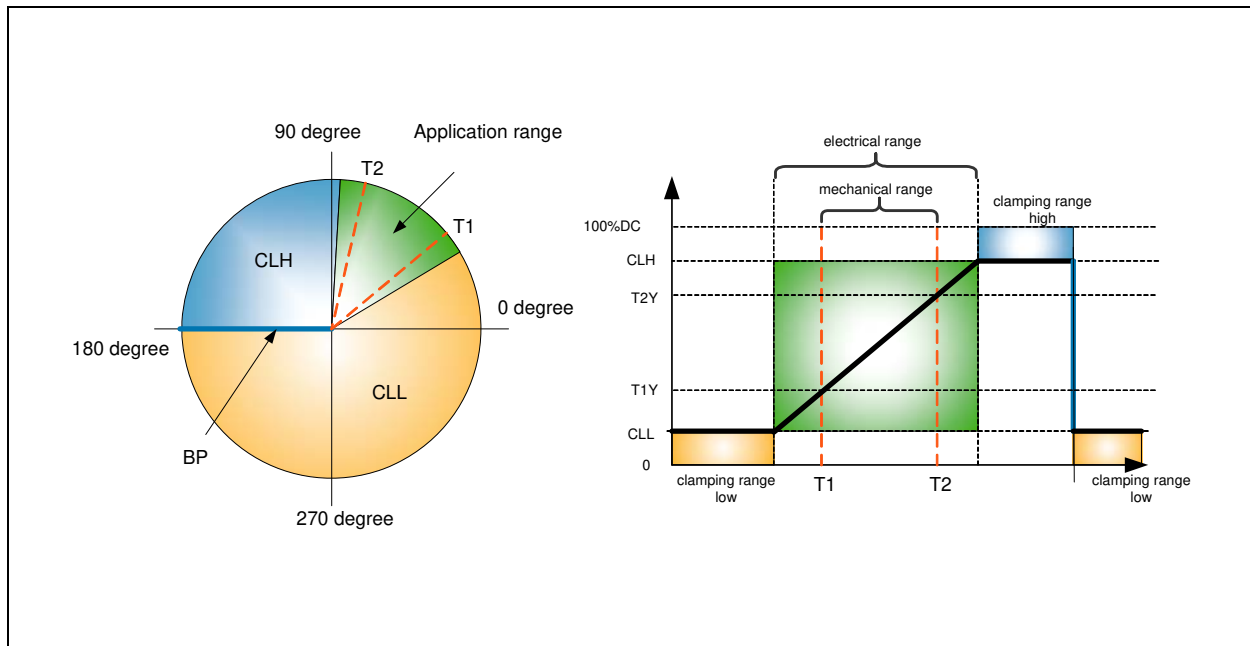 90 degree
Application range
T2
T1
CLH
0 degree
180 degree
CLL
BP
270 degree
electrical range
mechanical range
clamping range
high
100%DC
CLH
T2Y
T1Y
CLL
0
clamping range
low
T1
T2
clamping range
low